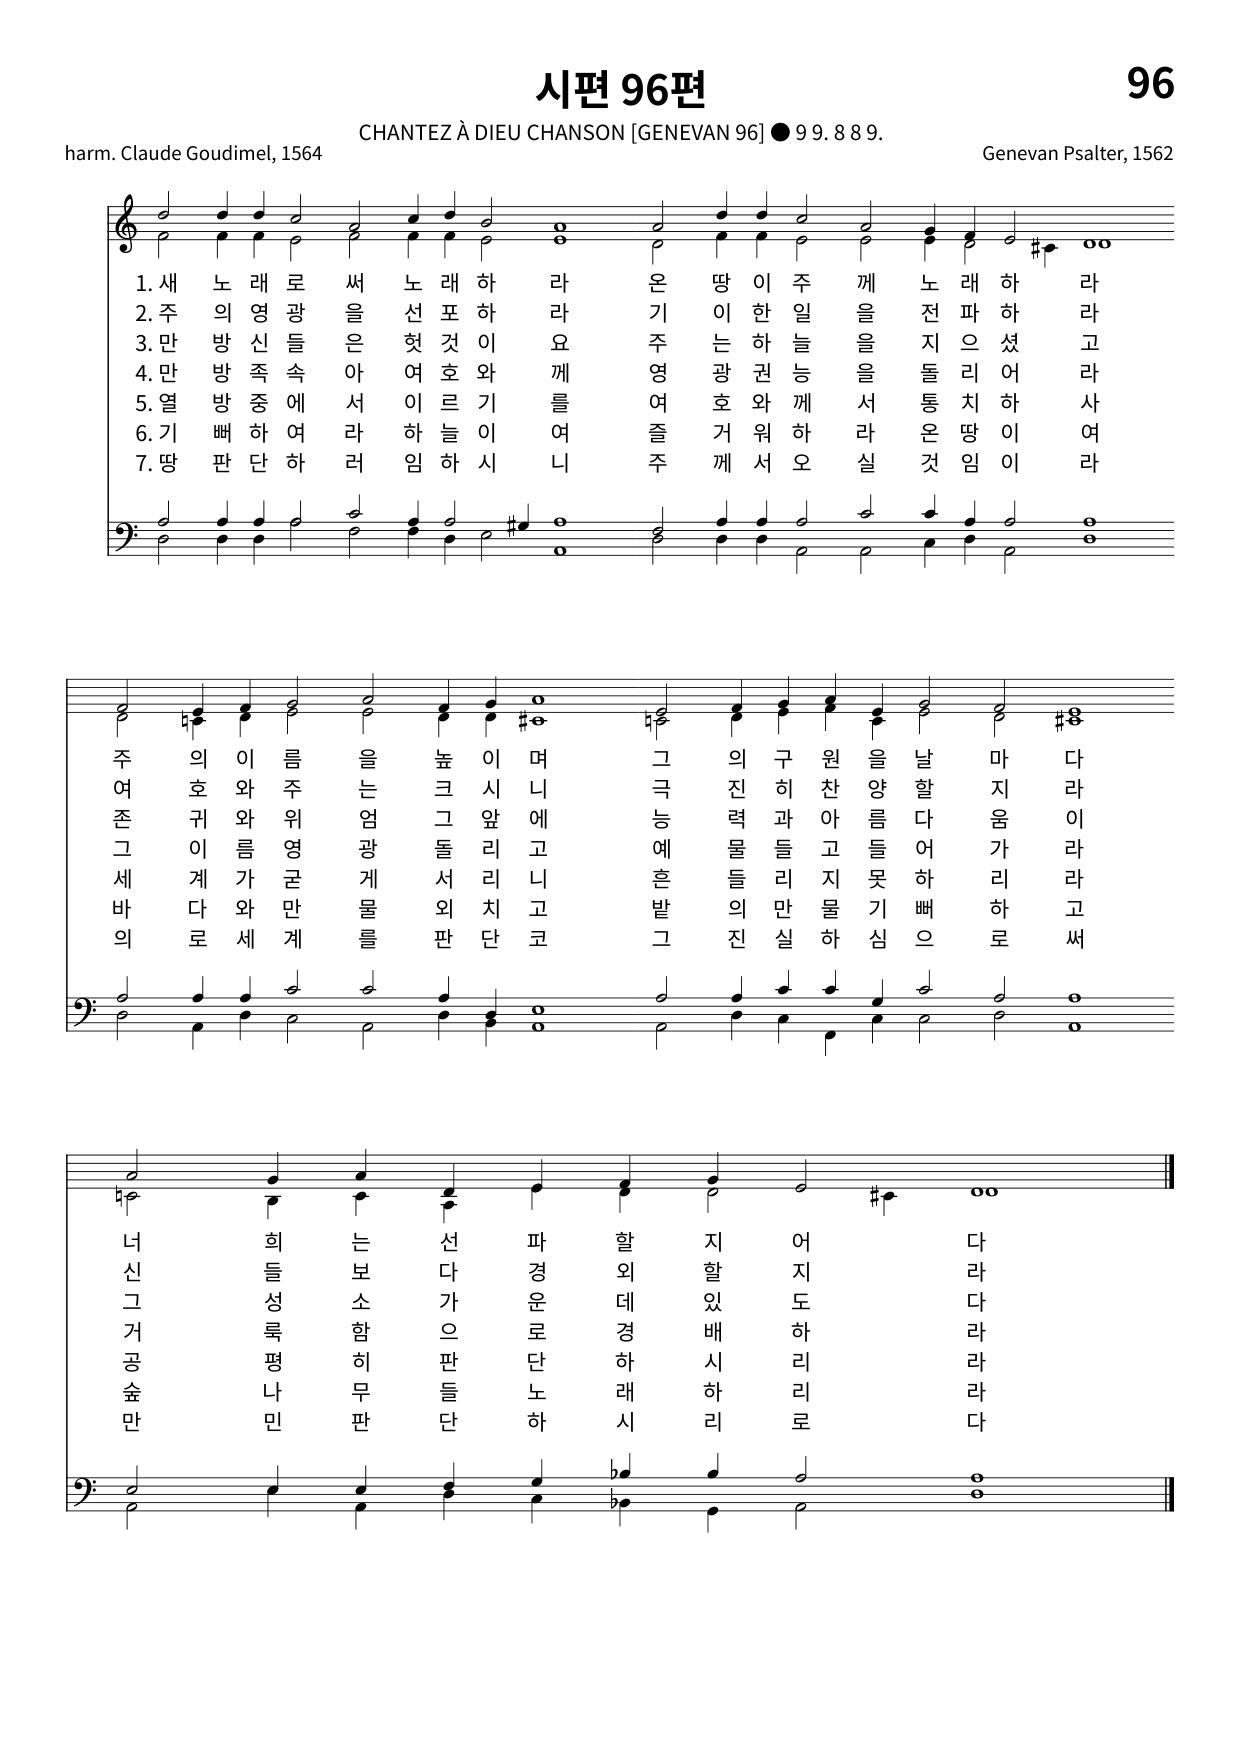 시편 96편
96
CHANTEZ À DIEU CHANSON [GENEVAN 96] ● 9 9. 8 8 9.
harm. Claude Goudimel, 1564
Genevan Psalter, 1562
1. 새 노 래 로 써 노 래 하 라 온 땅 이 주 께 노 래 하 라
2. 주 의 영 광 을 선 포 하 라 기 이 한 일 을 전 파 하 라
3. 만 방 신 들 은 헛 것 이 요 주 는 하 늘 을 지 으 셨 고
4. 만 방 족 속 아 여 호 와 께 영 광 권 능 을 돌 리 어 라
5. 열 방 중 에 서 이 르 기 를 여 호 와 께 서 통 치 하 사
6. 기 뻐 하 여 라 하 늘 이 여 즐 거 워 하 라 온 땅 이 여
7. 땅 판 단 하 러 임 하 시 니 주 께 서 오 실 것 임 이 라
주 의 이 름 을 높 이 며 그 의 구 원 을 날 마 다
여 호 와 주 는 크 시 니 극 진 히 찬 양 할 지 라
존 귀 와 위 엄 그 앞 에 능 력 과 아 름 다 움 이
그 이 름 영 광 돌 리 고 예 물 들 고 들 어 가 라
세 계 가 굳 게 서 리 니 흔 들 리 지 못 하 리 라
바 다 와 만 물 외 치 고 밭 의 만 물 기 뻐 하 고
의 로 세 계 를 판 단 코 그 진 실 하 심 으 로 써
너 희 는 선 파 할 지 어 다
신 들 보 다 경 외 할 지 라
그 성 소 가 운 데 있 도 다
거 룩 함 으 로 경 배 하 라
공 평 히 판 단 하 시 리 라
숲 나 무 들 노 래 하 리 라
만 민 판 단 하 시 리 로 다